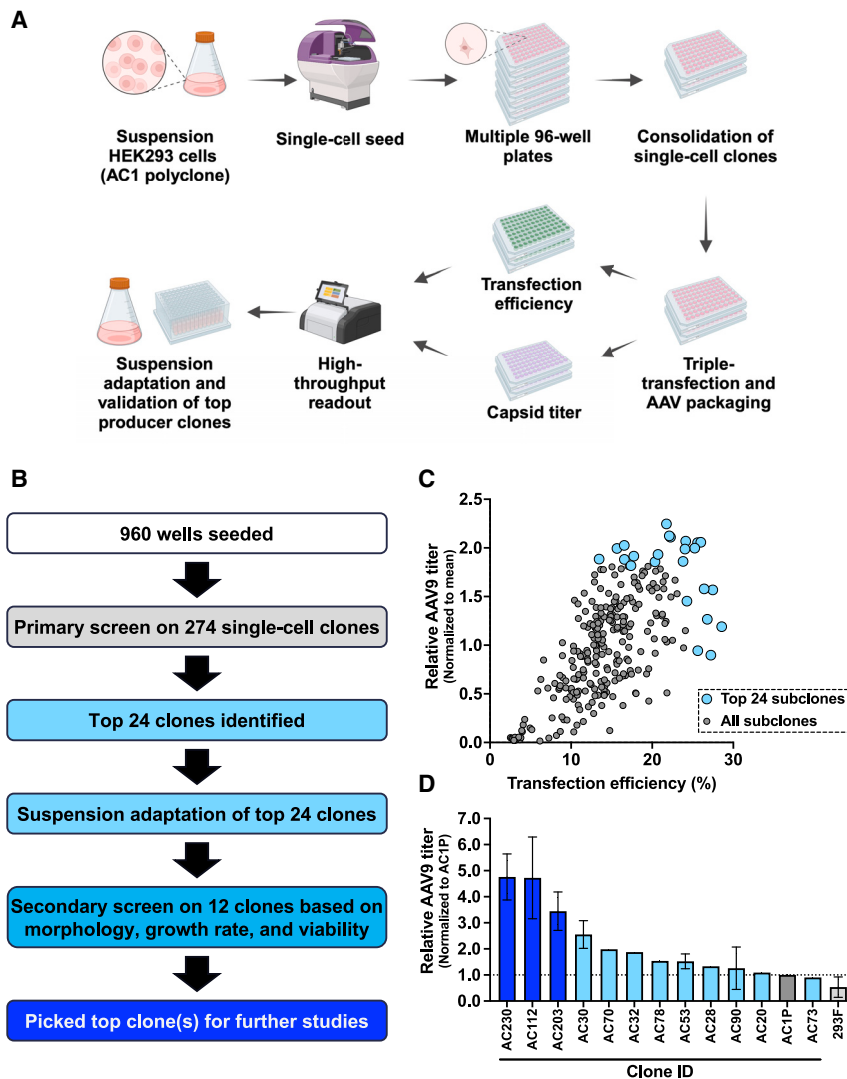 A
Suspension
HEK293 cells
(AC1 polyclone)
Single-cell seed
Multiple 96-well
plates
Consolidation of
single-cell clones
Transfection
efficiency
Suspension
adaptation and
validation of top
producer clones
High-
throughput
readout
Capsid titer
Triple-
transfection and
AAV packaging
B
960 wells seeded
Primary screen on 274 single-cell clones
Top 24 clones identified
Suspension adaptation of top 24 clones
Secondary screen on 12 clones based on
morphology, growth rate, and viability
Picked top clone(s) for further studies
C
Relative AAV9 titer
(Normalized to mean)
2.5
2.0
1.5
1.0
0.5
0.0
0 10 20 30
Transfection efficiency (%)
Top 24 subclones
All subclones
D
Relative AAV9 titer
(Normalized to AC1P)
7.0
6.0
5.0
4.0
3.0
2.0
1.0
0.0
AC230
AC112
AC203
AC30
AC70
AC32
AC78
AC53
AC28
AC90
AC20
AC1P
AC73
293F
Clone ID